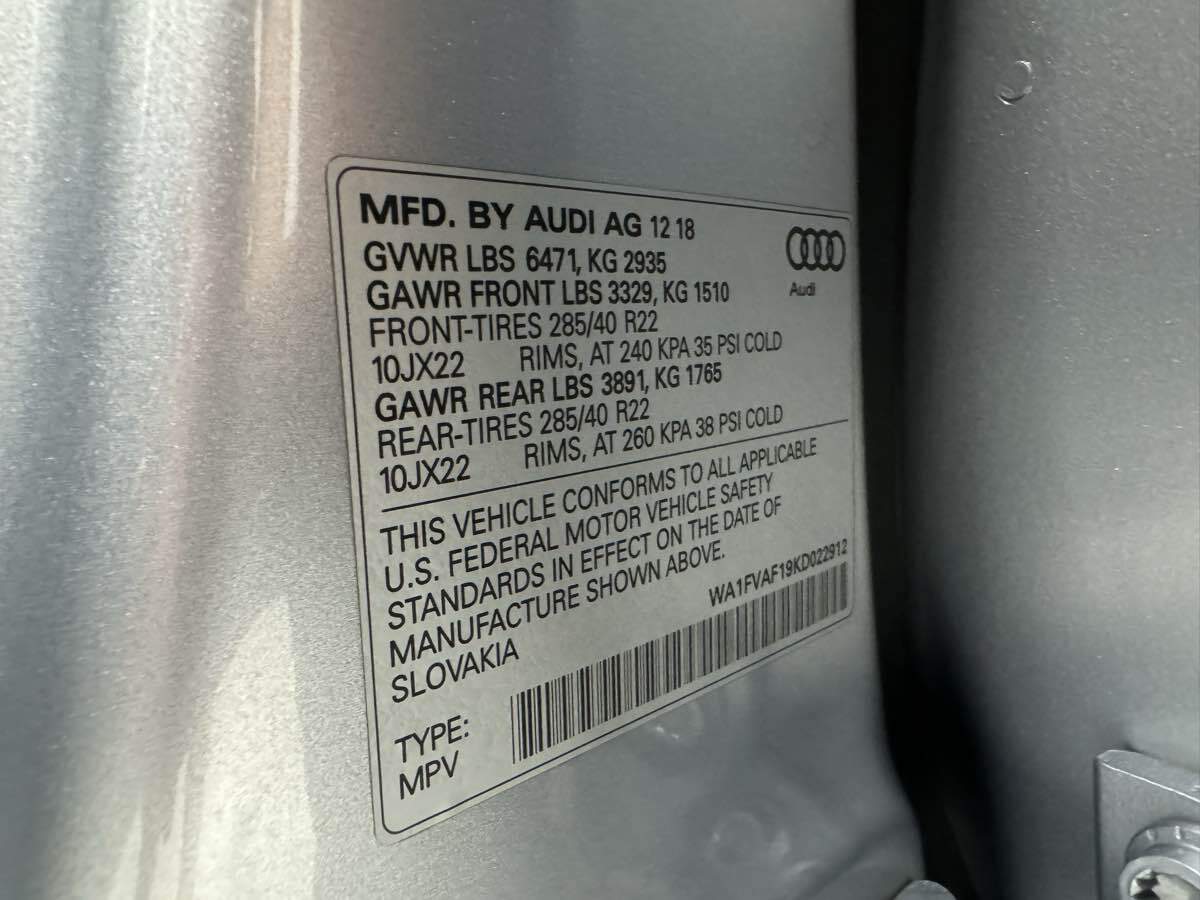 MFD. BY AUDI AG 12 18
GVWR LBS 6471, KG 2935
GAWR FRONT LBS 3329, KG 1510
Audi
FRONT-TIRES 285/40 R22
10JX22 RIMS, AT 240 KPA 35 PSI COLD
GAWR REAR LBS 3891, KG 1765
REAR-TIRES 285/40 R22
10JX22 RIMS, AT 260 KPA 38 PSI COLD
THIS VEHICLE CONFORMS TO ALL APPLICABLE
U.S. FEDERAL MOTOR VEHICLE SAFETY
STANDARDS IN EFFECT ON THE DATE OF
MANUFACTURE SHOWN ABOVE.
SLOVAKIA
WA1FVAF19KD022912
TYPE:
MPV